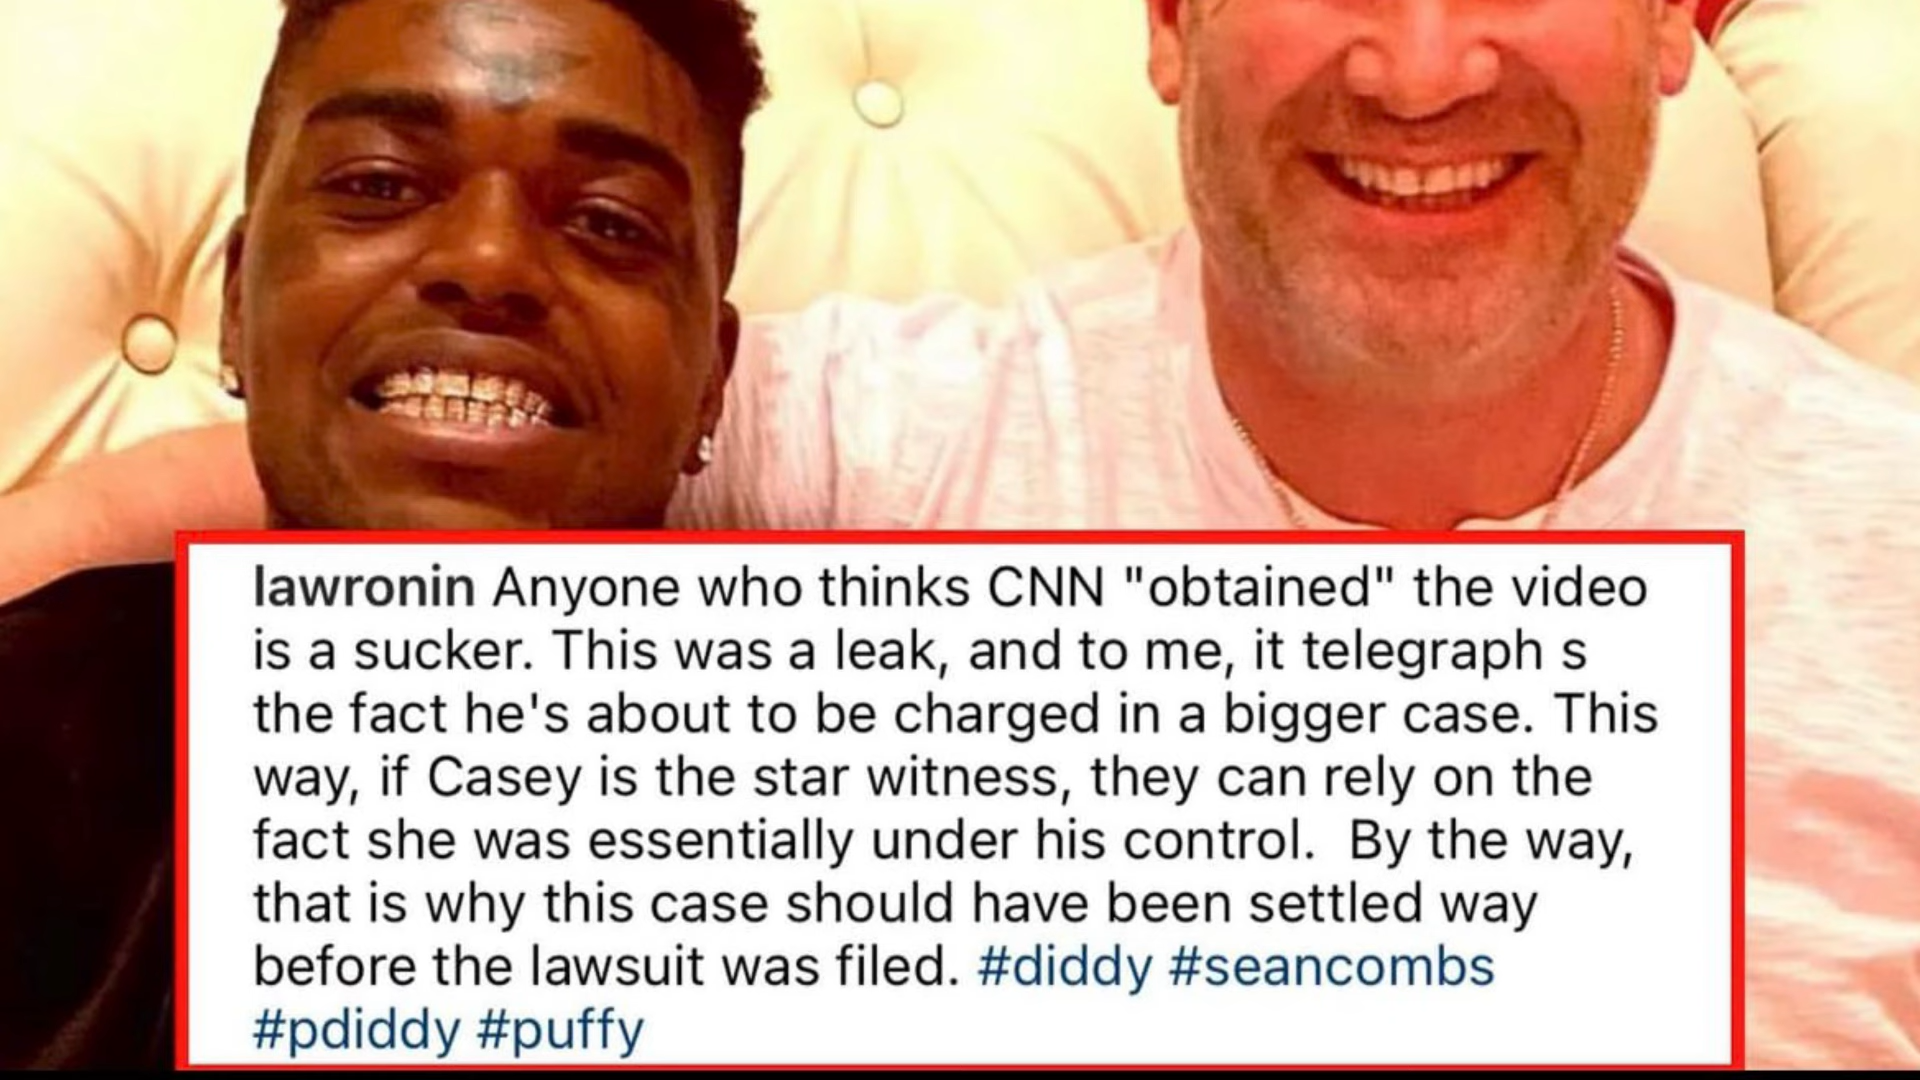 lawronin Anyone who thinks CNN "obtained" the video
is a sucker. This was a leak, and to me, it telegraph s
the fact he's about to be charged in a bigger case. This
way, if Casey is the star witness, they can rely on the
fact she was essentially under his control.  By the way,
that is why this case should have been settled way
before the lawsuit was filed. #diddy #seancombs
#pdiddy #puffy